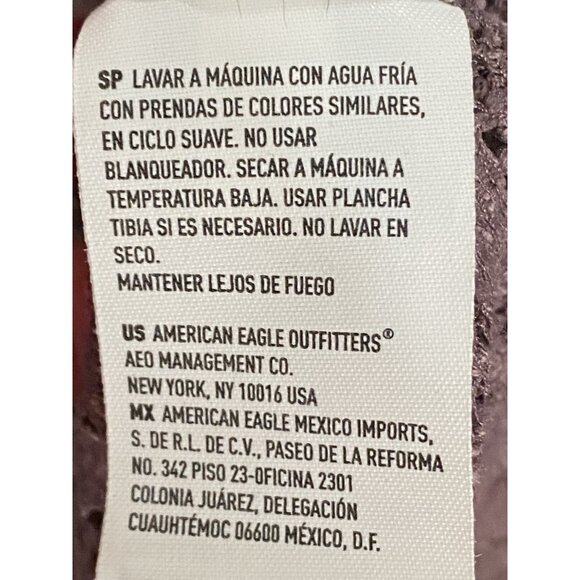 SP LAVAR A MÁQUINA CON AGUA FRÍA
CON PRENDAS DE COLORES SIMILARES,
EN CICLO SUAVE. NO USAR
BLANQUEADOR. SECAR A MÁQUINA A
TEMPERATURA BAJA. USAR PLANCHA
TIBIA SI ES NECESARIO. NO LAVAR EN
SECO.
MANTENER LEJOS DE FUEGO
US AMERICAN EAGLE OUTFITTERS®
AEO MANAGEMENT CO.
NEW YORK, NY 10016 USA
MX AMERICAN EAGLE MEXICO IMPORTS,
S. DE R.L. DE C.V., PASEO DE LA REFORMA
NO. 342 PISO 23-OFICINA 2301
COLONIA JUÁREZ, DELEGACIÓN
CUAUHTÉMOC 06600 MÉXICO, D.F.